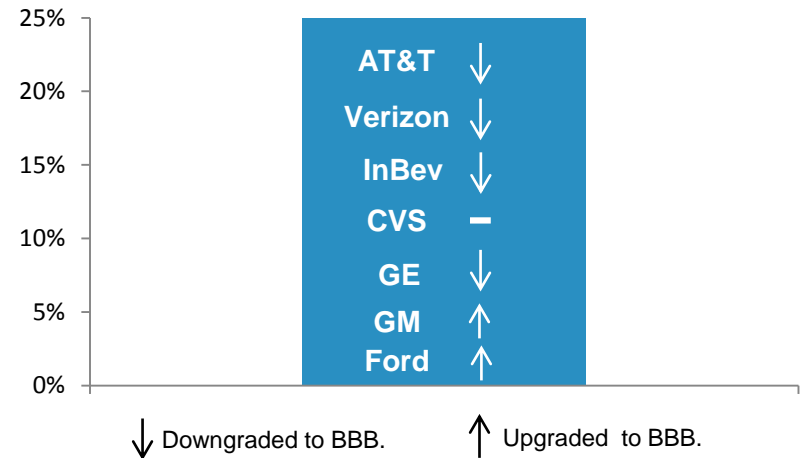 25%
20%
15%
10%
5%
0%
AT&T ↓
Verizon ↓
InBev ↓
CVS –
GE ↓
GM ↑
Ford ↑
↓ Downgraded to BBB.
↑ Upgraded to BBB.